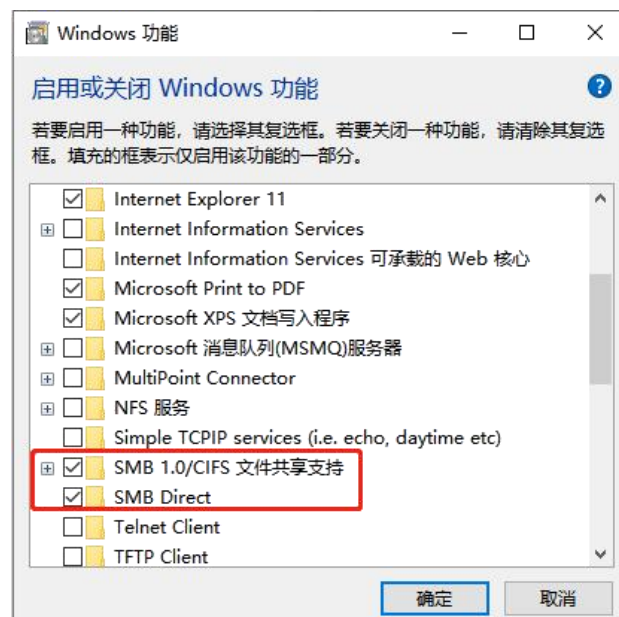 Windows 功能
启用或关闭 Windows 功能
若要启用一种功能，请选择其复选框。若要关闭一种功能，请清除其复选
框。填充的框表示仅启用该功能的一部分。
Internet Explorer 11
Internet Information Services
Internet Information Services 可承载的 Web 核心
Microsoft Print to PDF
Microsoft XPS 文档写入程序
Microsoft 消息队列(MSMQ)服务器
MultiPoint Connector
NFS 服务
Simple TCPIP services (i.e. echo, daytime etc)
SMB 1.0/CIFS 文件共享支持
SMB Direct
Telnet Client
TFTP Client
确定
取消